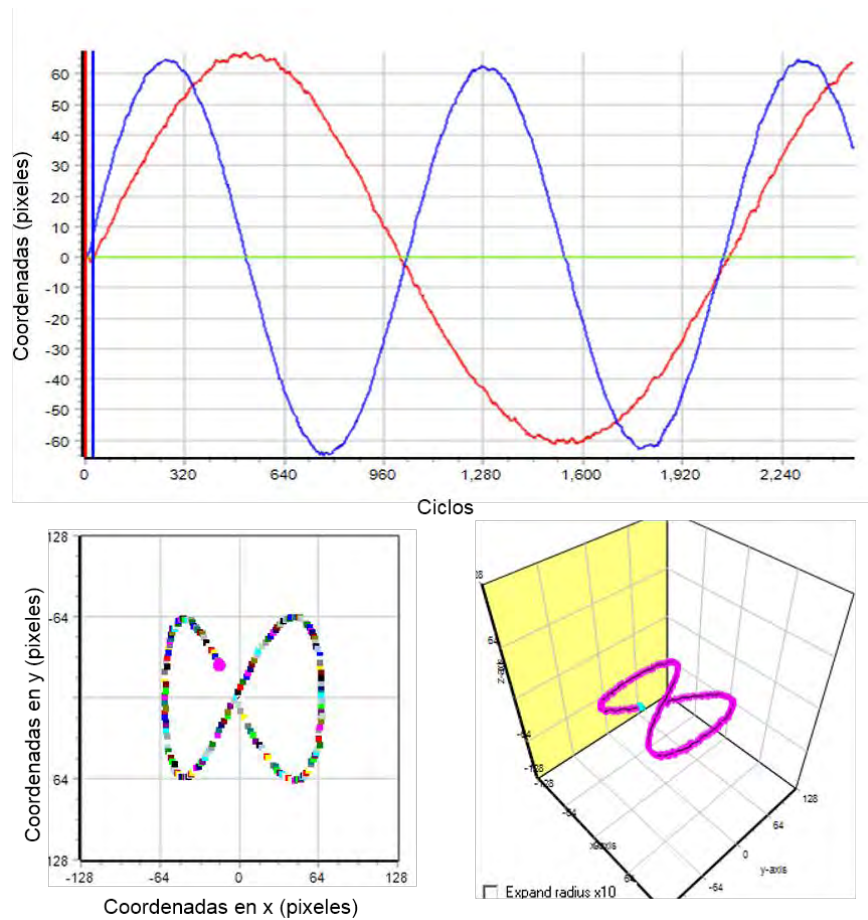 Coordenadas (pixeles)
60
50
40
30
20
10
0
-10
-20
-30
-40
-50
-60
0 320 640 960 1,280 1,600 1,920 2,240
Ciclos
Coordenadas en y (pixeles)
128
-64
64
128
-128 -64 0 64 128
Coordenadas en x (pixeles)
z-axis
64
-64
-128
-128
-64
y-axis
-64
0
64
128
Expand radius x10